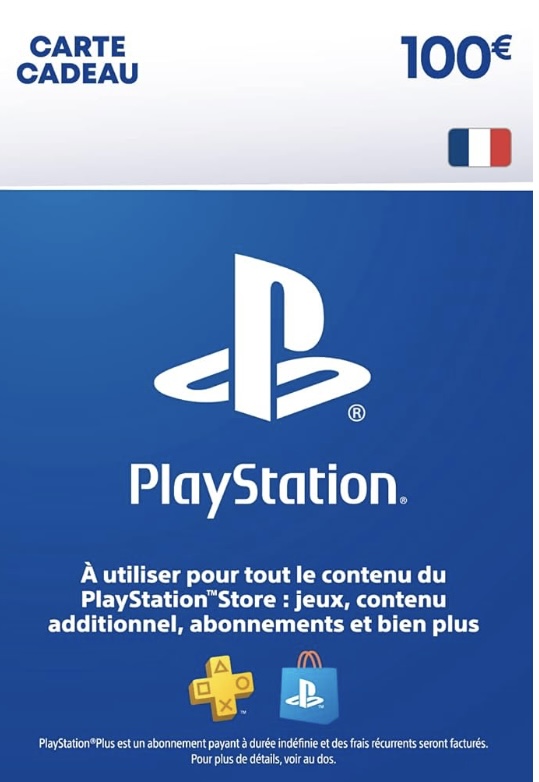 CARTE
CADEAU
100€
PlayStation®
À utiliser pour tout le contenu du
PlayStation™Store : jeux, contenu
additionnel, abonnements et bien plus
PlayStation®Plus est un abonnement payant à durée indéfinie et des frais récurrents seront facturés.
Pour plus de détails, voir au dos.